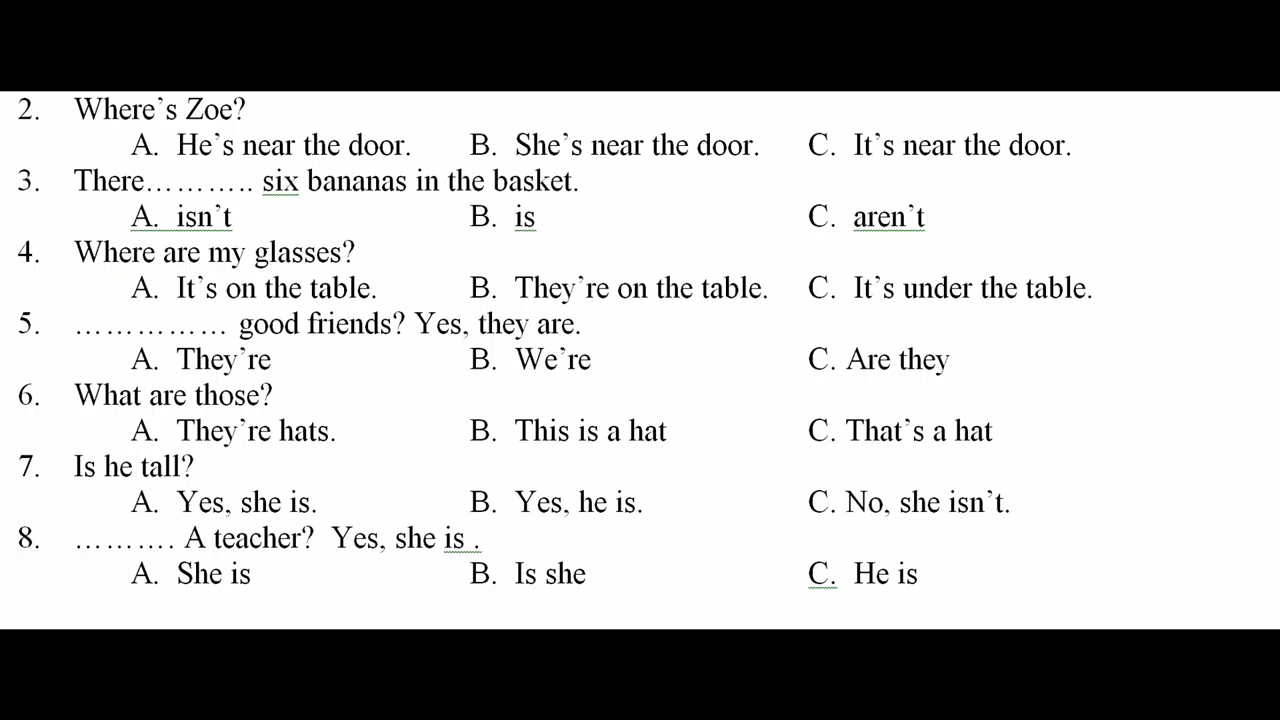 2. Where’s Zoe?
A. He’s near the door. B. She’s near the door. C. It’s near the door.
3. There……….. six bananas in the basket.
A. isn’t B. is C. aren’t
4. Where are my glasses?
A. It’s on the table. B. They’re on the table. C. It’s under the table.
5. …………… good friends? Yes, they are.
A. They’re B. We’re C. Are they
6. What are those?
A. They’re hats. B. This is a hat C. That’s a hat
7. Is he tall?
A. Yes, she is. B. Yes, he is. C. No, she isn’t.
8. ………. A teacher? Yes, she is .
A. She is B. Is she C. He is